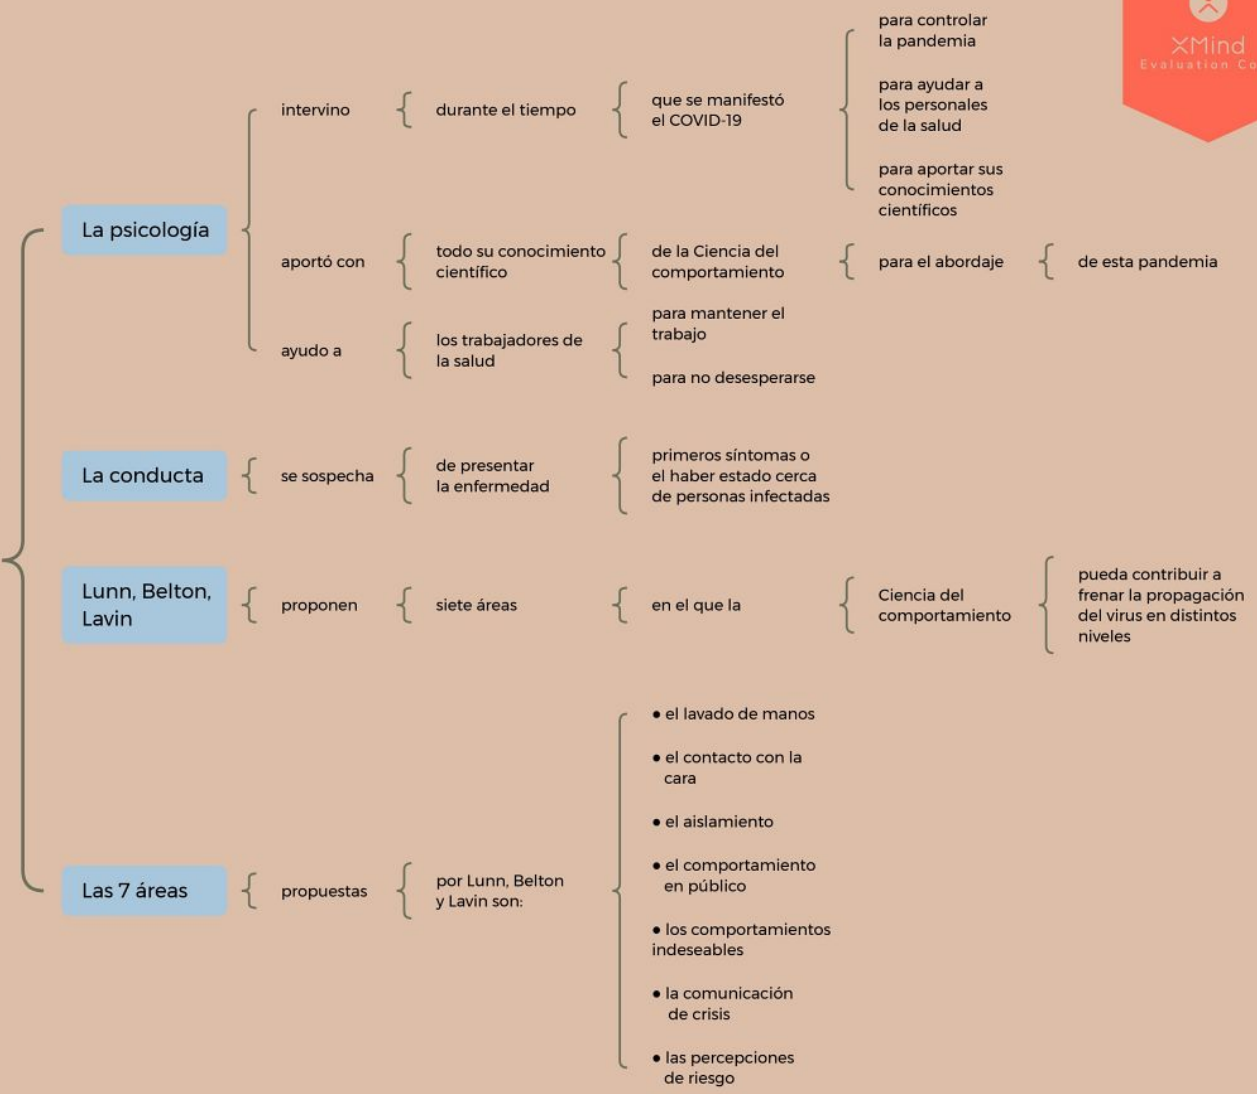 XMind
La psicología
intervino
durante el tiempo
que se manifestó
el COVID-19
para controlar
la pandemia
para ayudar a
los personales
de la salud
para aportar sus
conocimientos
científicos
aportó con
todo su conocimiento
científico
de la Ciencia del
comportamiento
para el abordaje
de esta pandemia
ayudo a
los trabajadores de
la salud
para mantener el
trabajo
para no desesperarse
La conducta
se sospecha
de presentar
la enfermedad
primeros síntomas o
el haber estado cerca
de personas infectadas
Lunn, Belton,
Lavin
proponen
siete áreas
en el que la
Ciencia del
comportamiento
pueda contribuir a
frenar la propagación
del virus en distintos
niveles
Las 7 áreas
propuestas
por Lunn, Belton
y Lavin son:
● el lavado de manos
● el contacto con la
cara
● el aislamiento
● el comportamiento
en público
● los comportamientos
indeseables
● la comunicación
de crisis
● las percepciones
de riesgo
Evaluation Co